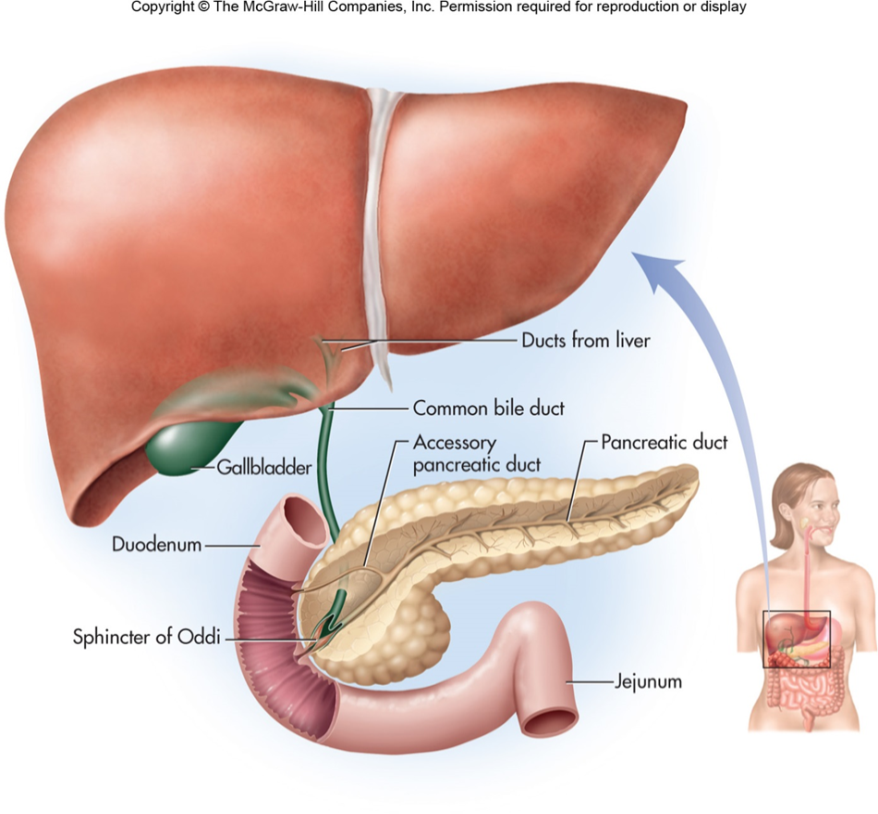 Copyright © The McGraw-Hill Companies, Inc. Permission required for reproduction or display
Ducts from liver
Common bile duct
Accessory
pancreatic duct
Pancreatic duct
Gallbladder
Duodenum
Sphincter of Oddi
Jejunum